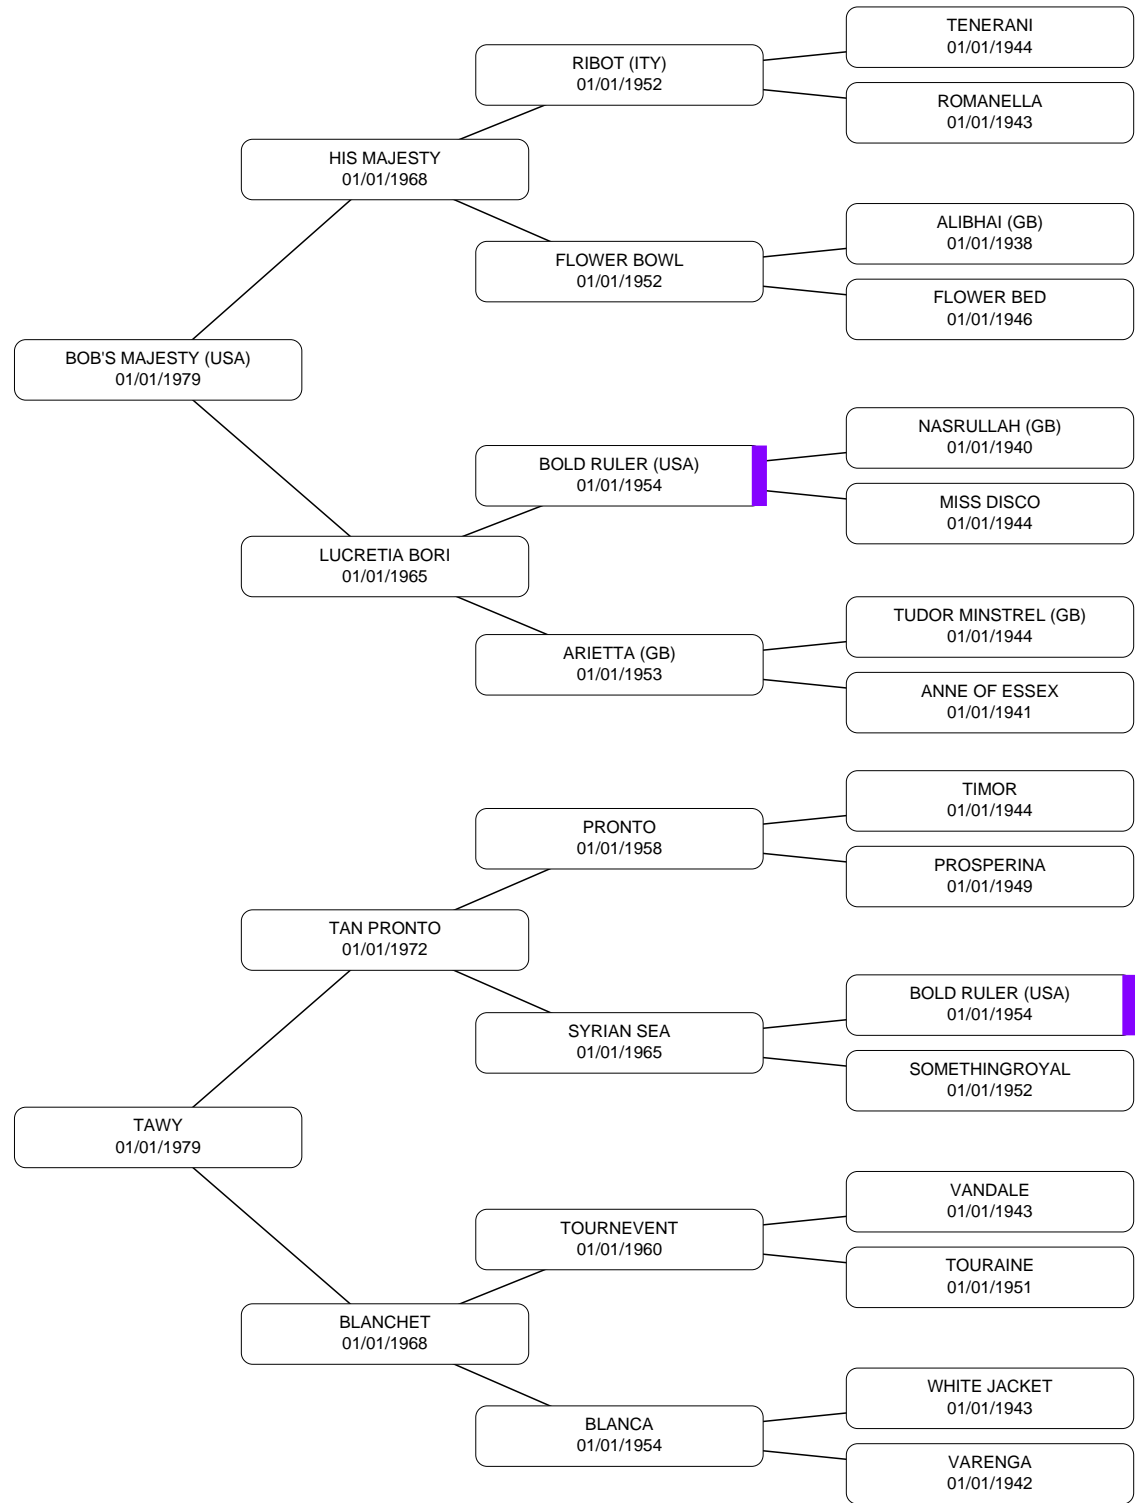 TENERANI
01/01/1944
RIBOT (ITY)
01/01/1952
ROMANELLA
01/01/1943
HIS MAJESTY
01/01/1968
ALIBHAI (GB)
01/01/1938
FLOWER BOWL
01/01/1952
FLOWER BED
01/01/1946
BOB'S MAJESTY (USA)
01/01/1979
NASRULLAH (GB)
01/01/1940
BOLD RULER (USA)
01/01/1954
MISS DISCO
01/01/1944
LUCRETIA BORI
01/01/1965
TUDOR MINSTREL (GB)
01/01/1944
ARIETTA (GB)
01/01/1953
ANNE OF ESSEX
01/01/1941
TIMOR
01/01/1944
PRONTO
01/01/1958
PROSPERINA
01/01/1949
TAN PRONTO
01/01/1972
BOLD RULER (USA)
01/01/1954
SYRIAN SEA
01/01/1965
SOMETHINGROYAL
01/01/1952
TAWY
01/01/1979
VANDALE
01/01/1943
TOURNEVENT
01/01/1960
TOURAINE
01/01/1951
BLANCHET
01/01/1968
WHITE JACKET
01/01/1943
BLANCA
01/01/1954
VARENGA
01/01/1942